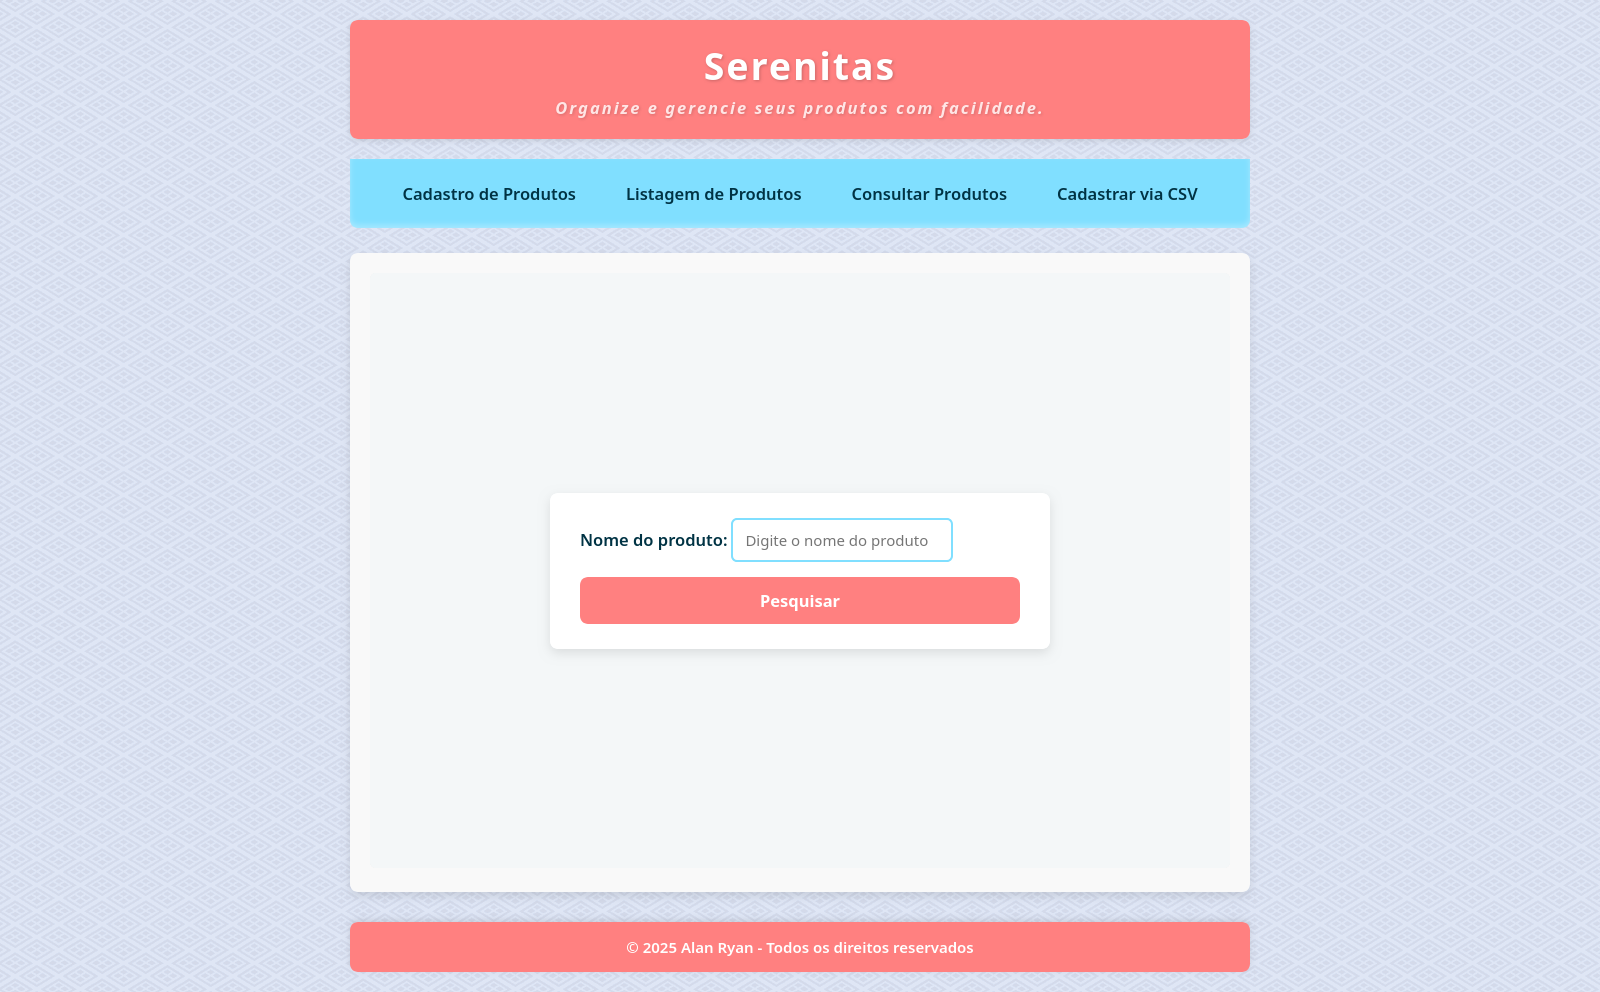 Serenitas
Organize e gerencie seus produtos com facilidade.
Cadastro de Produtos Listagem de Produtos Consultar Produtos Cadastrar via CSV
Nome do produto: Digite o nome do produto
Pesquisar
© 2025 Alan Ryan - Todos os direitos reservados